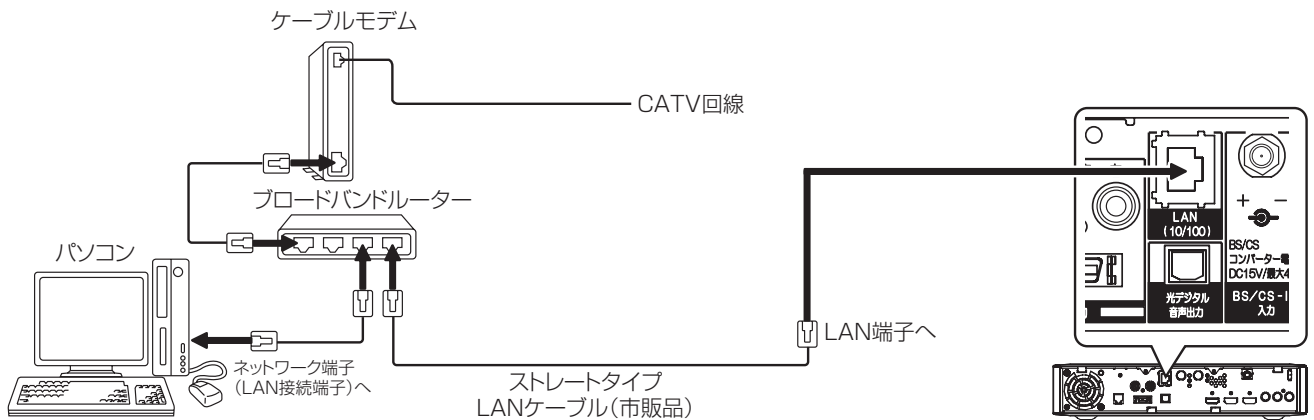 ケーブルモデム
CATV回線
ブロードバンドルーター
パソコン
ネットワーク端子
（LAN接続端子）へ
ストレートタイプ
LANケーブル（市販品）
LAN端子へ
LAN
(10/100)
光デジタル
音声出力
+ −
BS/CS
コンバーター電
DC15V/最大4
BS/CS-I
入力